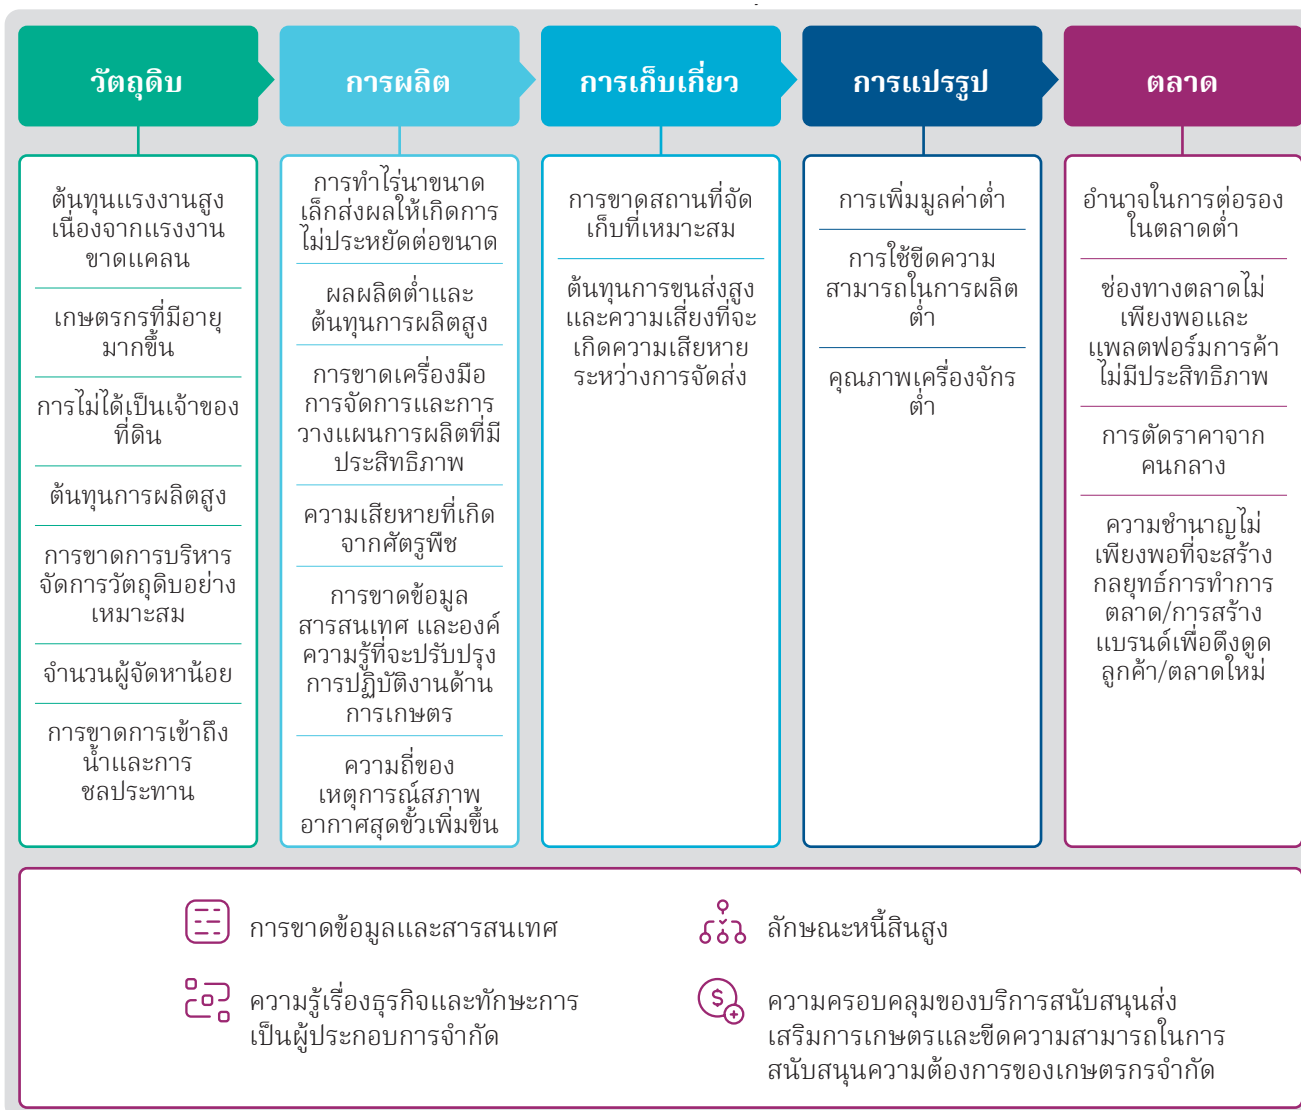 วัตถุดิบ
การผลิต
การเก็บเกี่ยว
การแปรรูป
ตลาด
ต้นทุนแรงงานสูง
เนื่องจากแรงงาน
ขาดแคลน
เกษตรกรที่มีอายุ
มากขึ้น
การไม่ได้เป็นเจ้าของ
ที่ดิน
ต้นทุนการผลิตสูง
การขาดการบริหาร
จัดการวัตถุดิบอย่าง
เหมาะสม
จำนวนผู้จัดหาน้อย
การขาดการเข้าถึง
น้ำและการ
ชลประทาน
การทำไร่นาขนาด
เล็กส่งผลให้เกิดการ
ไม่ประหยัดต่อขนาด
ผลผลิตต่ำและ
ต้นทุนการผลิตสูง
การขาดเครื่องมือ
การจัดการและการ
วางแผนการผลิตที่มี
ประสิทธิภาพ
ความเสียหายที่เกิด
จากศัตรูพืช
การขาดข้อมูล
สารสนเทศ และองค์
ความรู้ที่จะปรับปรุง
การปฏิบัติงานด้าน
การเกษตร
ความถี่ของ
เหตุการณ์สภาพ
อากาศสุดขั้วเพิ่มขึ้น
การขาดสถานที่จัด
เก็บที่เหมาะสม
ต้นทุนการขนส่งสูง
และความเสี่ยงที่จะ
เกิดความเสียหาย
ระหว่างการจัดส่ง
การเพิ่มมูลค่าต่ำ
การใช้ขีดความ
สามารถในการผลิต
ต่ำ
คุณภาพเครื่องจักร
ต่ำ
อำนาจในการต่อรอง
ในตลาดต่ำ
ช่องทางตลาดไม่
เพียงพอและ
แพลตฟอร์มการค้า
ไม่มีประสิทธิภาพ
การตัดราคาจาก
คนกลาง
ความชำนาญไม่
เพียงพอที่จะสร้าง
กลยุทธ์การทำการ
ตลาด/การสร้าง
แบรนด์เพื่อดึงดูด
ลูกค้า/ตลาดใหม่
การขาดข้อมูลและสารสนเทศ
ความรู้เรื่องธุรกิจและทักษะการ
เป็นผู้ประกอบการจำกัด
ลักษณะหนี้สินสูง
ความครอบคลุมของบริการสนับสนุนส่ง
เสริมการเกษตรและขีดความสามารถในการ
สนับสนุนความต้องการของเกษตรกรจำกัด